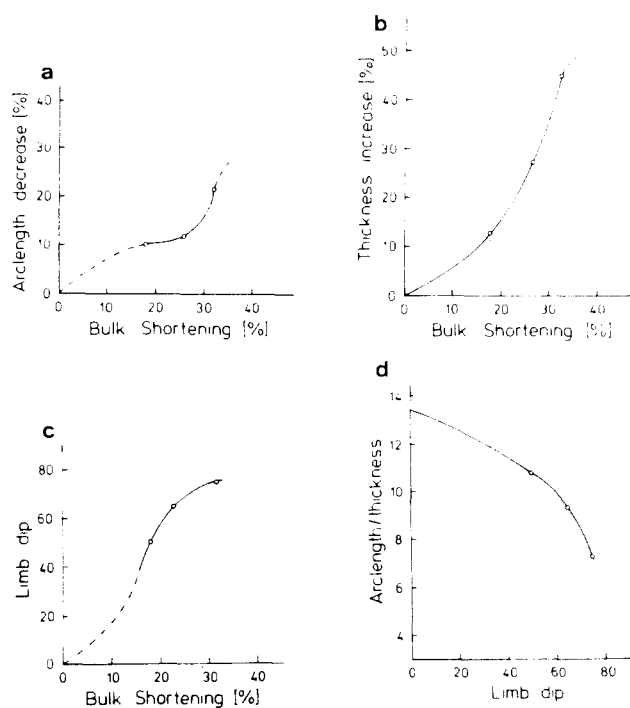 a
Arclength decrease [%]
40
30
20
10
0
0 10 20 30 40
Bulk Shortening [%]
b
Thickness increase [%]
50
40
30
20
10
0
0 10 20 30 40
Bulk Shortening [%]
c
Limb dip
80
60
40
20
0
0 10 20 30 40
Bulk Shortening [%]
d
Arclength/thickness
14
12
10
8
6
4
0 20 40 60 80
Limb dip